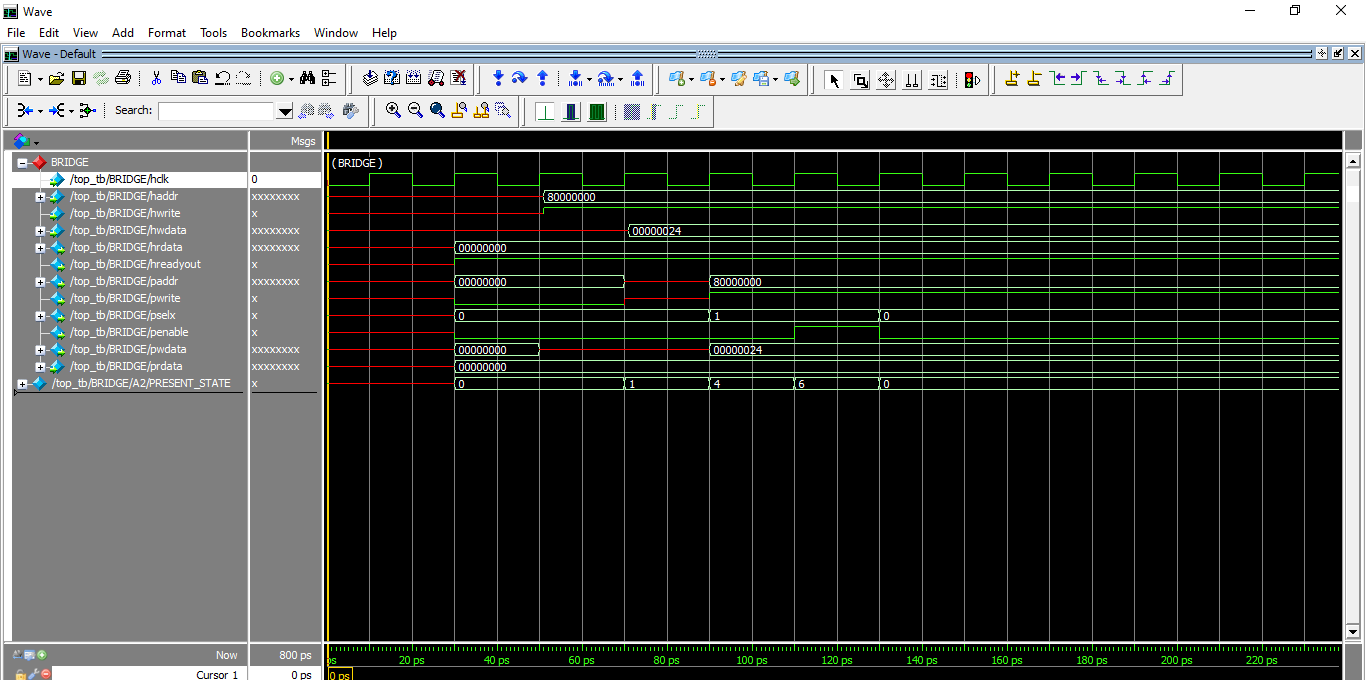 Wave
File Edit View Add Format Tools Bookmarks Window Help
Wave - Default
Search:
Msgs
BRIDGE (BRIDGE)
/top_tb/BRIDGE/hclk 0
/top_tb/BRIDGE/haddr xxxxxxxx 80000000
/top_tb/BRIDGE/hwrite x
/top_tb/BRIDGE/hwdata xxxxxxxx 00000024
/top_tb/BRIDGE/hrdata xxxxxxxx 00000000
/top_tb/BRIDGE/hreadyout x
/top_tb/BRIDGE/paddr xxxxxxxx 00000000 80000000
/top_tb/BRIDGE/pwrite x
/top_tb/BRIDGE/pselx x 0 1 0
/top_tb/BRIDGE/penable x
/top_tb/BRIDGE/pwdata xxxxxxxx 00000000 00000024
/top_tb/BRIDGE/prdata xxxxxxxx 00000000
/top_tb/BRIDGE/A2/PRESENT_STATE x 0 1 4 6 0
Now 800 ps ps 20 ps 40 ps 60 ps 80 ps 100 ps 120 ps 140 ps 160 ps 180 ps 200 ps 220 ps
Cursor 1 0 ps 0 ps